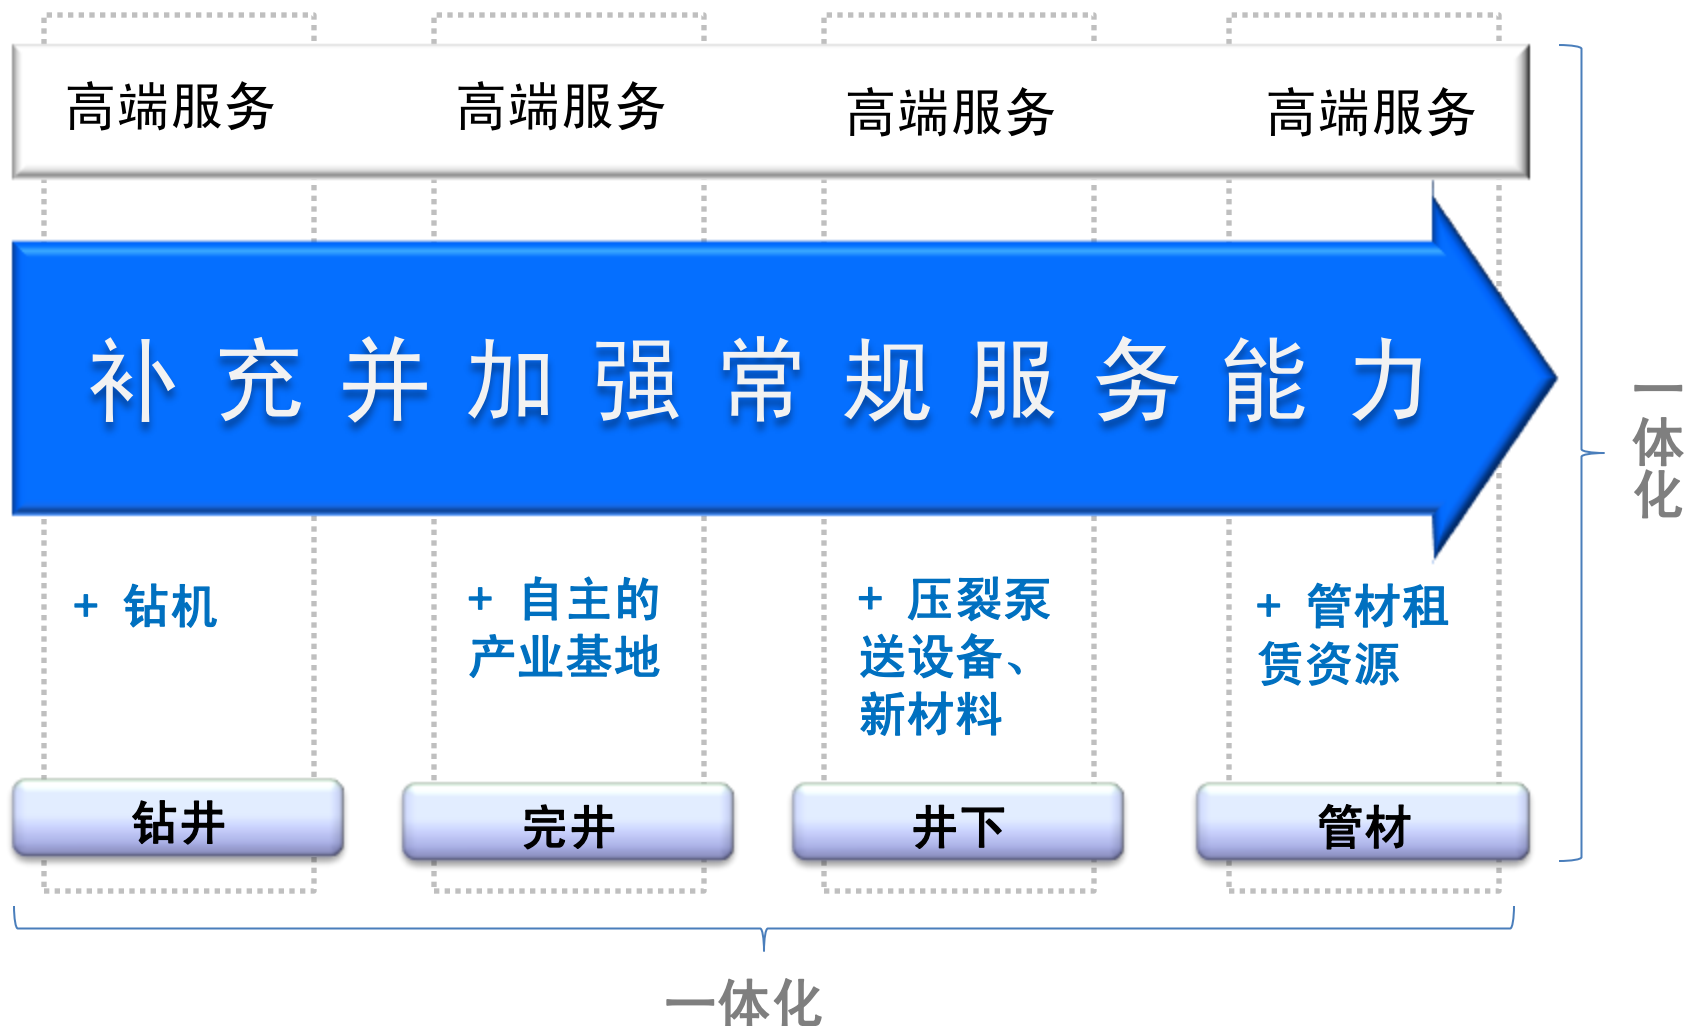 高端服务 高端服务 高端服务 高端服务
补充并加强常规服务能力
+ 钻机
+ 自主的
产业基地
+ 压裂泵
送设备、
新材料
+ 管材租
赁资源
钻井 完井 井下 管材
一体化
一体化